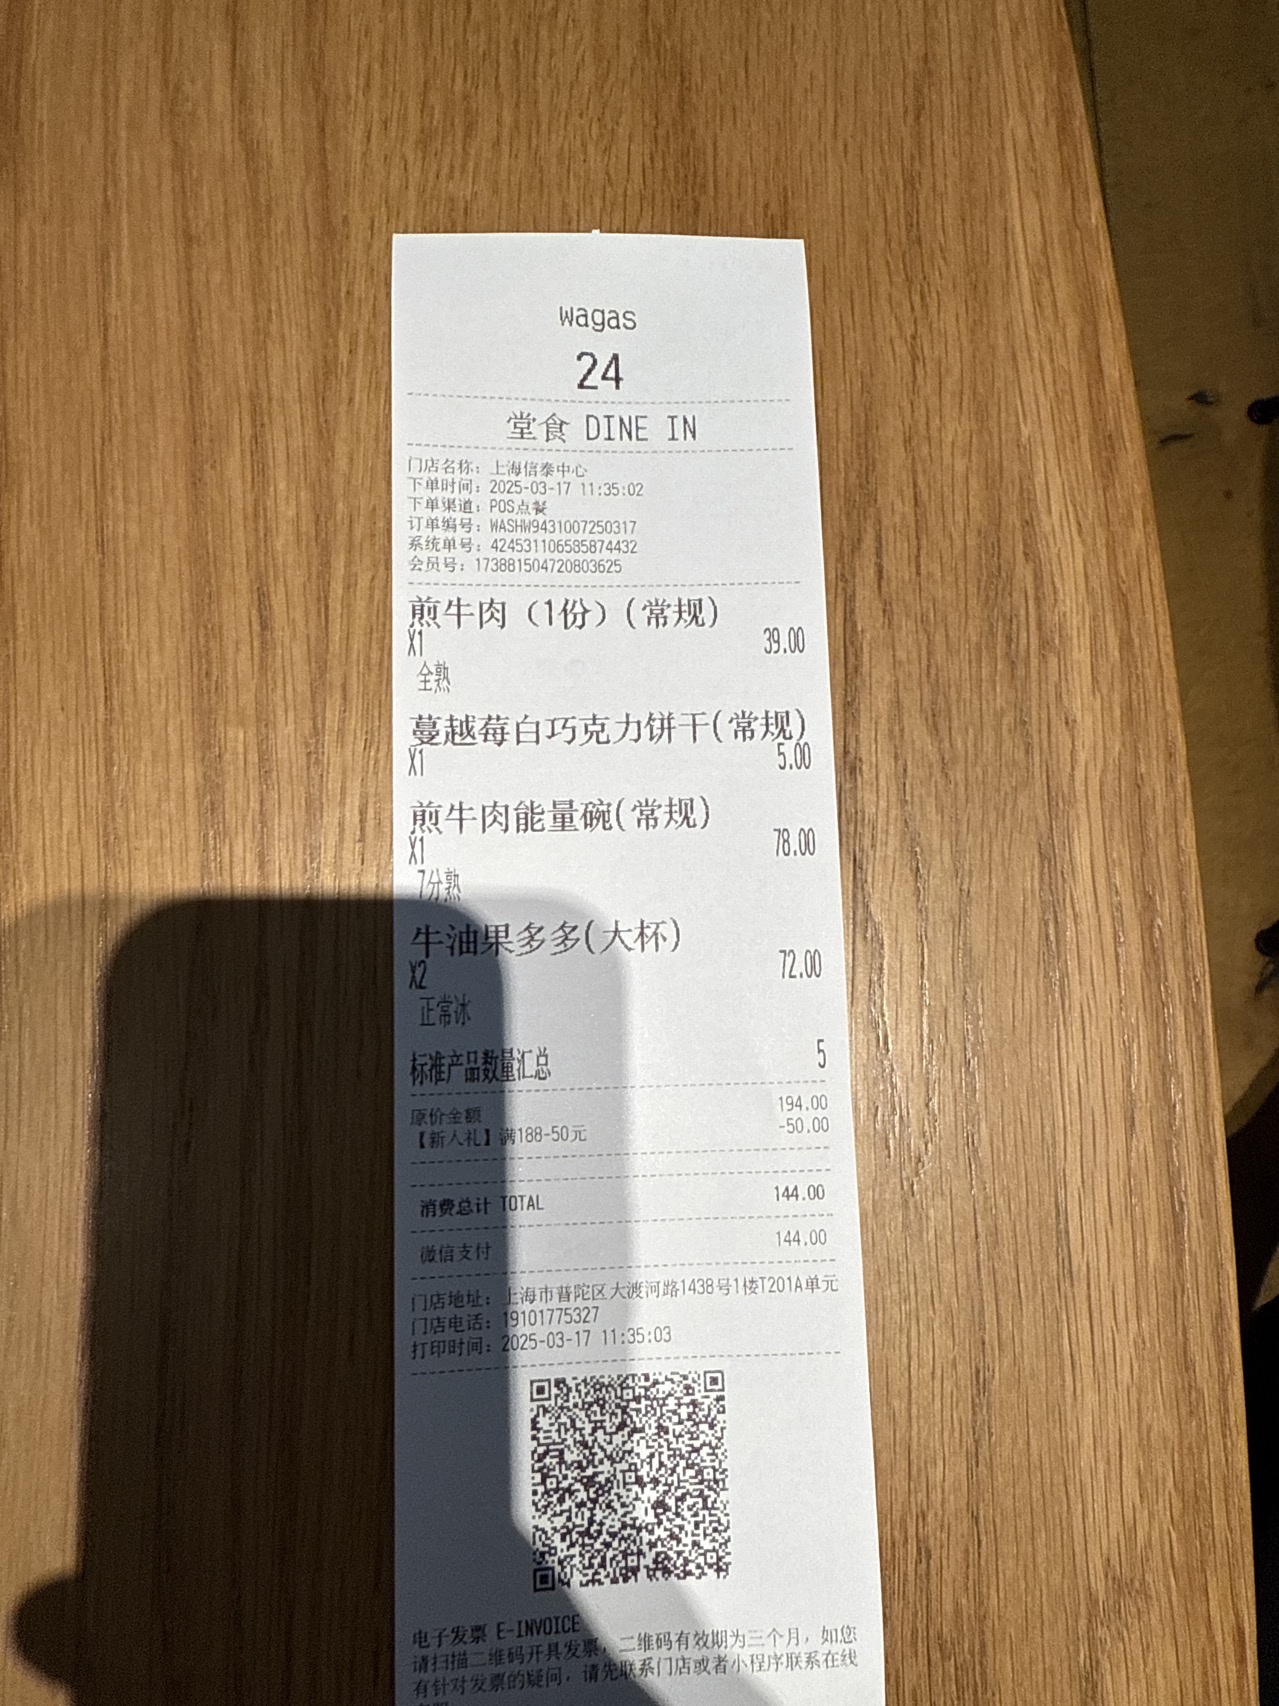 wagas
24
堂食 DINE IN
门店名称：上海信泰中心
下单时间：2025-03-17 11:35:02
下单渠道：POS点餐
订单编号：WASHW9431007250317
系统单号：424531106585874432
会员号：173881504720803625
煎牛肉（1份）(常规)
X1 39.00
全熟
蔓越莓白巧克力饼干(常规)
X1 5.00
煎牛肉能量碗(常规)
X1 78.00
7分熟
牛油果多多(大杯)
X2 72.00
正常冰
标准产品数量汇总 5
原价金额 194.00
【新人礼】满188-50元 -50.00
消费总计 TOTAL 144.00
微信支付 144.00
门店地址：上海市普陀区大渡河路1438号1楼T201A单元
门店电话：19101775327
打印时间：2025-03-17 11:35:03
电子发票 E-INVOICE
请扫描二维码开具发票，二维码有效期为三个月，如您
有针对发票的疑问，请先联系门店或者小程序联系在线